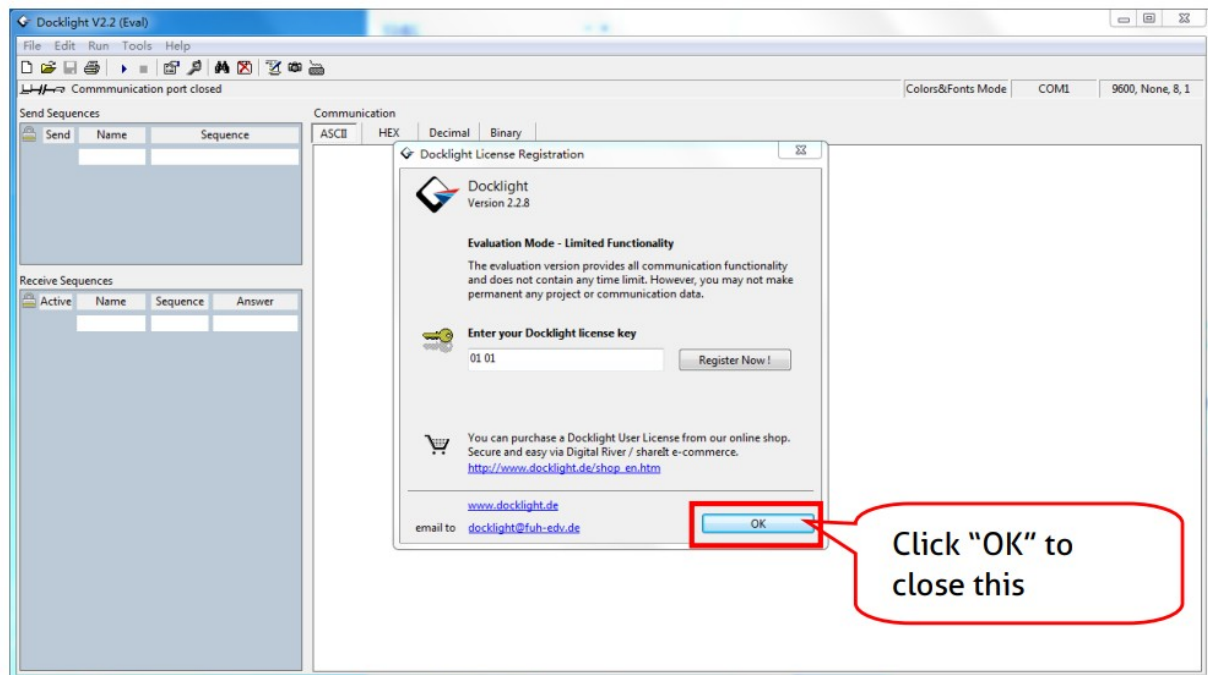 Docklight V2.2 (Eval)
File Edit Run Tools Help
Commmunication port closed
Colors&Fonts Mode COM1 9600, None, 8, 1
Send Sequences
Send Name Sequence
Communication
ASCII HEX Decimal Binary
Docklight License Registration
Docklight
Version 2.2.8
Evaluation Mode - Limited Functionality
The evaluation version provides all communication functionality
and does not contain any time limit. However, you may not make
permanent any project or communication data.
Receive Sequences
Active Name Sequence Answer
Enter your Docklight license key
01 01
Register Now !
You can purchase a Docklight User License from our online shop.
Secure and easy via Digital River / shareIt e-commerce.
http://www.docklight.de/shop_en.htm
www.docklight.de
email to docklight@fuh-edv.de
OK
Click “OK” to
close this